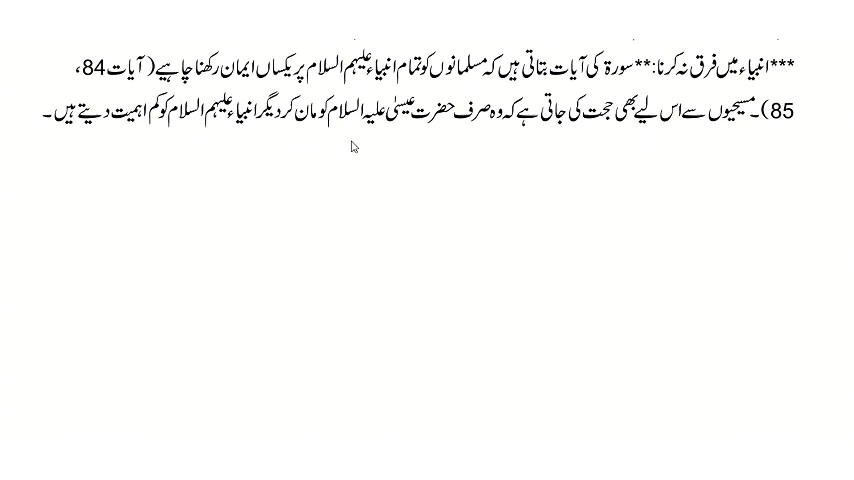 ***انبیاء میں فرق نہ کرنا:** سورۃ کی آیات بتاتی ہیں کہ مسلمانوں کو تمام انبیاء علیہم السلام پر یکساں ایمان رکھنا چاہیے (آیات 84،
85)۔ مسیحیوں سے اس لیے بھی حجت کی جاتی ہے کہ وہ صرف حضرت عیسیٰ علیہ السلام کو مان کر دیگر انبیاء علیہم السلام کو کم اہمیت دیتے ہیں۔